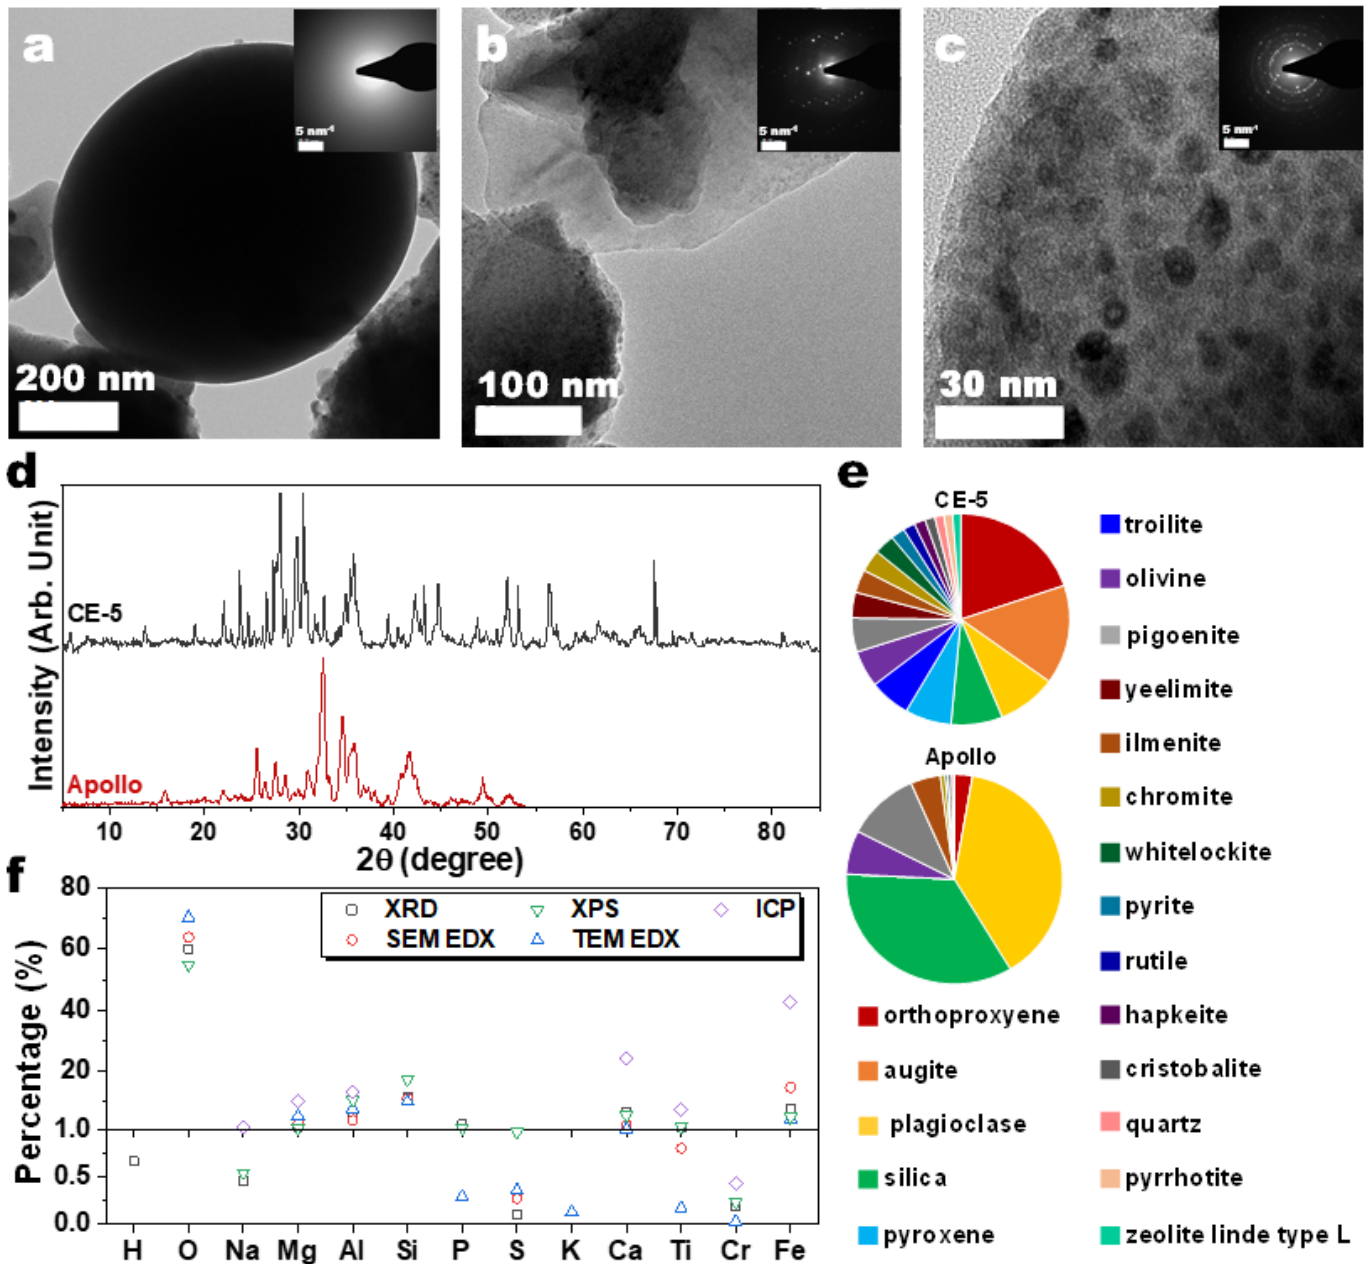 a
5 nm⁻¹
200 nm
b
5 nm⁻¹
100 nm
c
5 nm⁻¹
30 nm
d
Intensity (Arb. Unit)
CE-5
Apollo
10 20 30 40 50 60 70 80
2θ (degree)
e
CE-5
Apollo
troilite
olivine
pigoenite
yeelimite
ilmenite
chromite
whitelockite
pyrite
rutile
orthoproxyene
hapkeite
augite
cristobalite
plagioclase
quartz
silica
pyrrhotite
pyroxene
zeolite linde type L
f
Percentage (%)
80
60
40
20
1.0
0.5
0.0
XRD XPS ICP
SEM EDX TEM EDX
H O Na Mg Al Si P S K Ca Ti Cr Fe